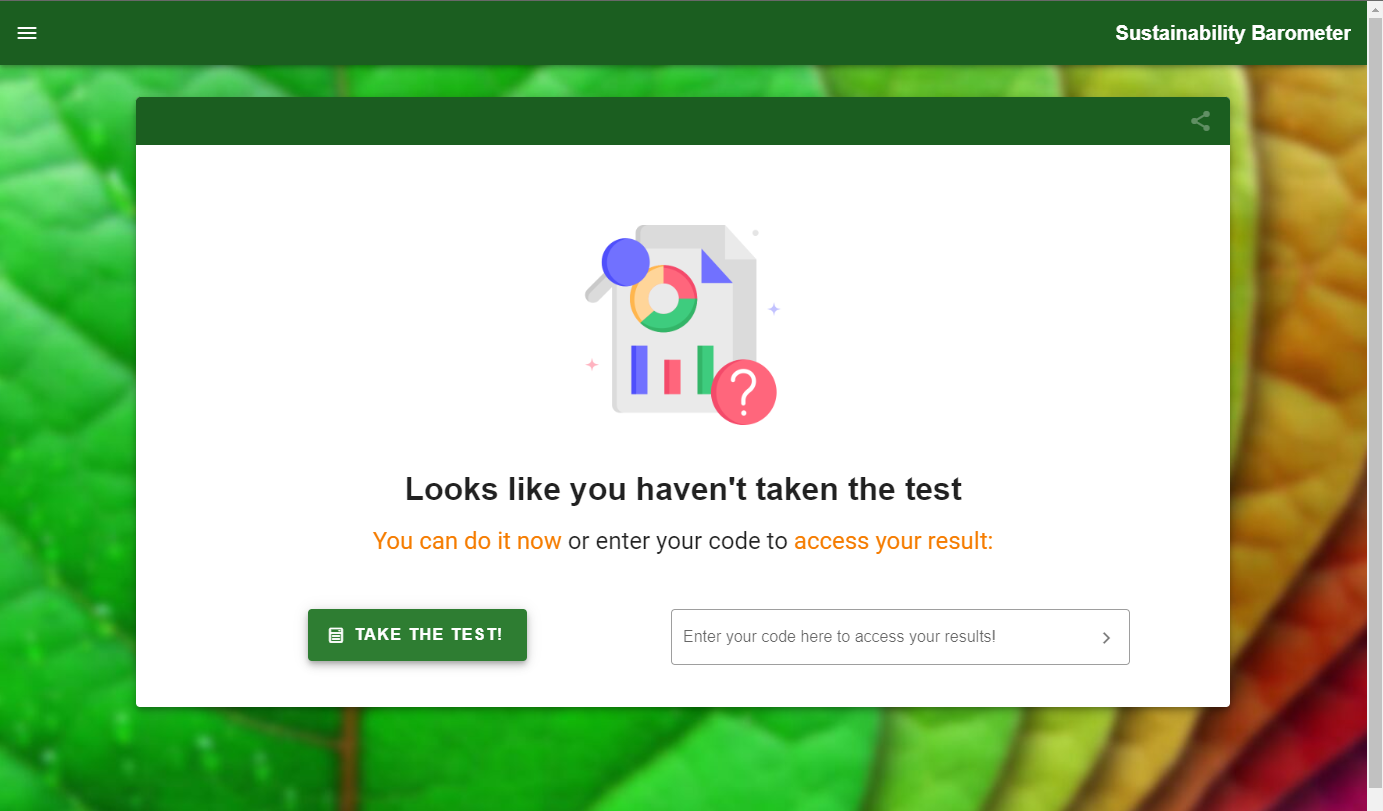 Sustainability Barometer
?
Looks like you haven't taken the test
You can do it now or enter your code to access your result:
TAKE THE TEST!
Enter your code here to access your results!